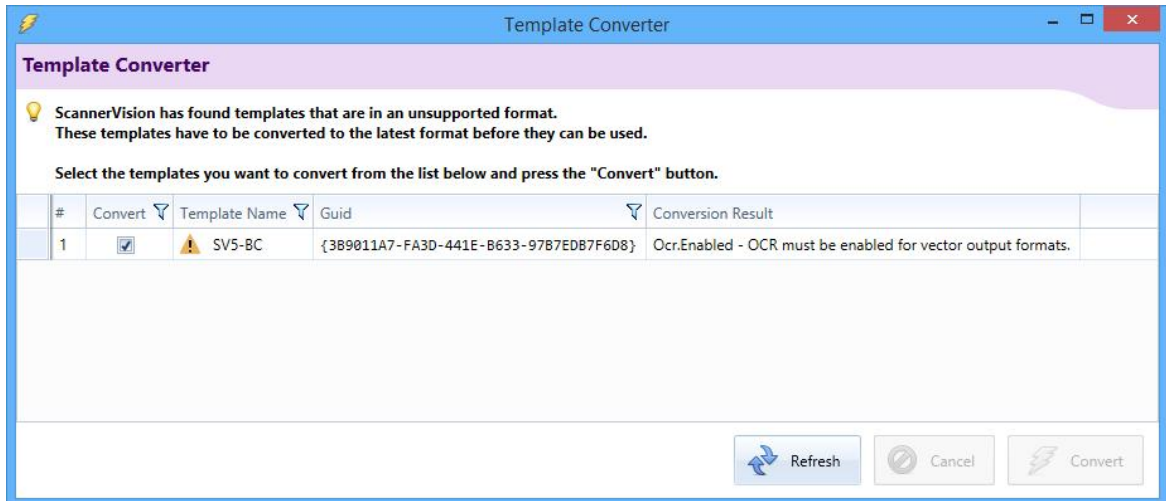 Template Converter
Template Converter
ScannerVision has found templates that are in an unsupported format.
These templates have to be converted to the latest format before they can be used.
Select the templates you want to convert from the list below and press the "Convert" button.
# Convert Template Name Guid Conversion Result
1 SV5-BC {3B9011A7-FA3D-441E-B633-97B7EDB7F6D8} Ocr.Enabled - OCR must be enabled for vector output formats.
Refresh Cancel Convert